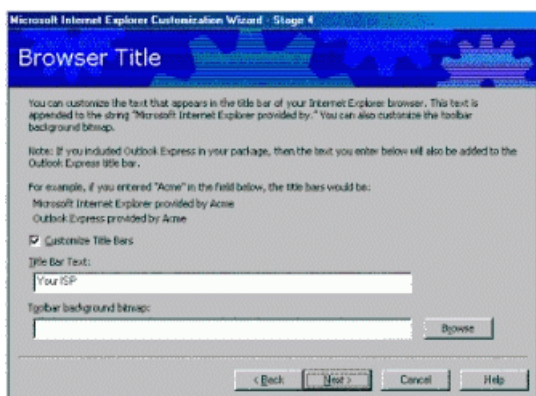 Microsoft Internet Explorer Customization Wizard - Stage 4
Browser Title
You can customize the text that appears in the title bar of your Internet Explorer browser. This text is
appended to the string "Microsoft Internet Explorer provided by." You can also customize the toolbar
background bitmap.
Note: If you included Outlook Express in your package, then the text you enter below will also be added to the
Outlook Express title bar.
For example, if you entered "Acme" in the field below, the title bars would be:
Microsoft Internet Explorer provided by Acme
Outlook Express provided by Acme
Customize Title Bars
Title Bar Text:
Your ISP
Toolbar background bitmap:
Browse
< Back
Next >
Cancel
Help